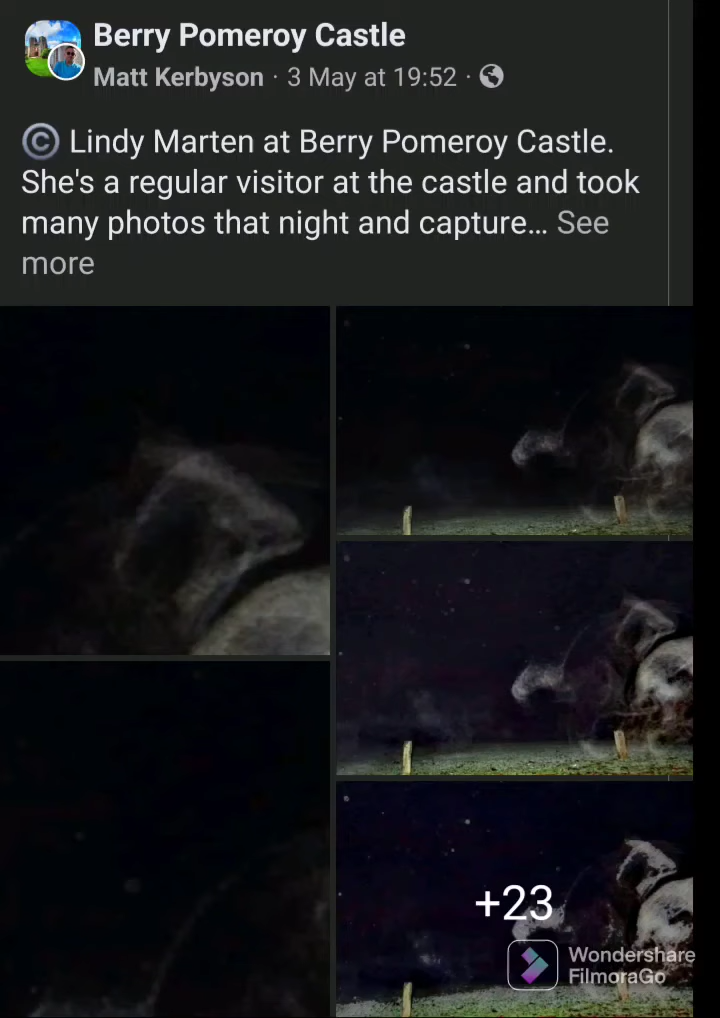 Berry Pomeroy Castle
Matt Kerbyson · 3 May at 19:52 ·
© Lindy Marten at Berry Pomeroy Castle.
She's a regular visitor at the castle and took
many photos that night and capture... See
more
+23
Wondershare
FilmoraGo